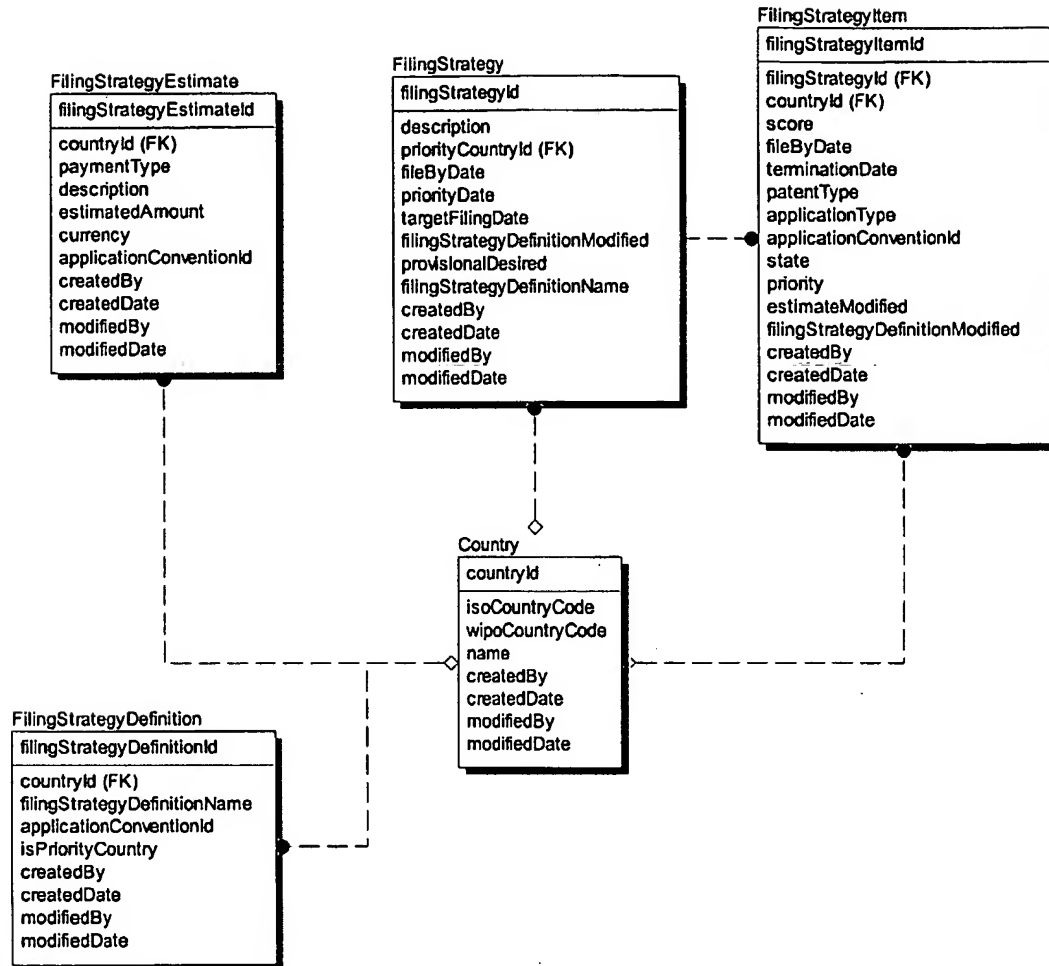 FilingStrategyEstimate
filingStrategyEstimateId
countryId (FK)
paymentType
description
estimatedAmount
currency
applicationConventionId
createdBy
createdDate
modifiedBy
modifiedDate
FilingStrategy
filingStrategyId
description
priorityCountryId (FK)
fileByDate
priorityDate
targetFilingDate
filingStrategyDefinitionModified
provisionalDesired
filingStrategyDefinitionName
createdBy
createdDate
modifiedBy
modifiedDate
FilingStrategyItem
filingStrategyItemId
filingStrategyId (FK)
countryId (FK)
score
fileByDate
terminationDate
patentType
applicationType
applicationConventionId
state
priority
estimateModified
filingStrategyDefinitionModified
createdBy
createdDate
modifiedBy
modifiedDate
Country
countryId
isoCountryCode
wipoCountryCode
name
createdBy
createdDate
modifiedBy
modifiedDate
FilingStrategyDefinition
filingStrategyDefinitionId
countryId (FK)
filingStrategyDefinitionName
applicationConventionId
isPriorityCountry
createdBy
createdDate
modifiedBy
modifiedDate